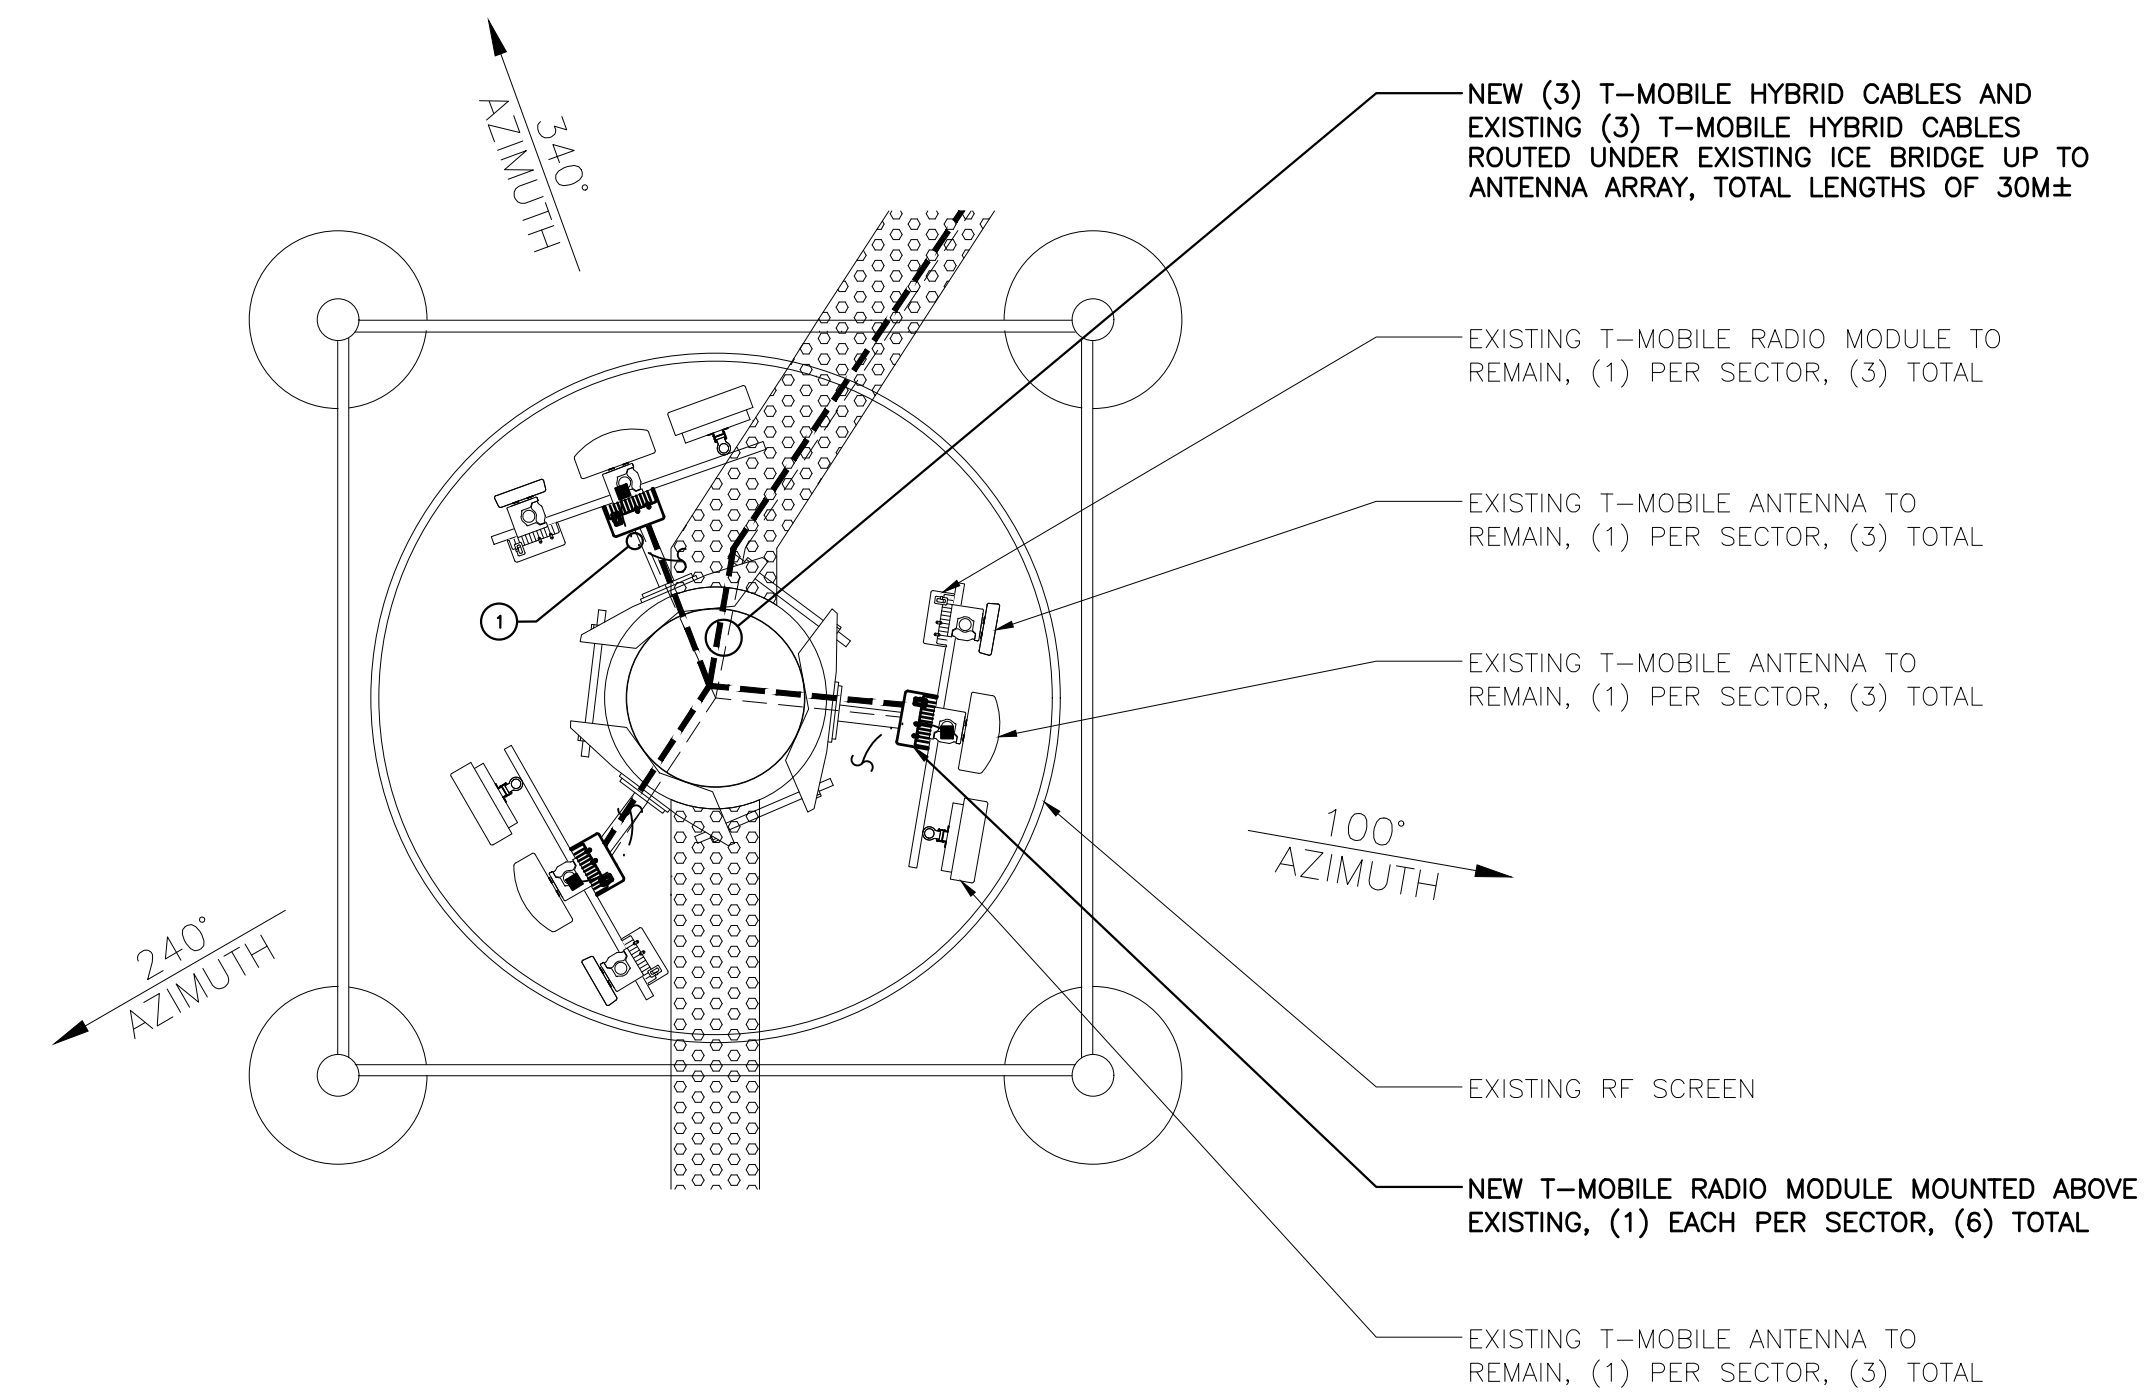 340°
AZIMUTH
NEW (3) T-MOBILE HYBRID CABLES AND
EXISTING (3) T-MOBILE HYBRID CABLES
ROUTED UNDER EXISTING ICE BRIDGE UP TO
ANTENNA ARRAY, TOTAL LENGTHS OF 30M±
EXISTING T-MOBILE RADIO MODULE TO
REMAIN, (1) PER SECTOR, (3) TOTAL
EXISTING T-MOBILE ANTENNA TO
REMAIN, (1) PER SECTOR, (3) TOTAL
1
EXISTING T-MOBILE ANTENNA TO
REMAIN, (1) PER SECTOR, (3) TOTAL
100°
AZIMUTH
240°
AZIMUTH
EXISTING RF SCREEN
NEW T-MOBILE RADIO MODULE MOUNTED ABOVE
EXISTING, (1) EACH PER SECTOR, (6) TOTAL
EXISTING T-MOBILE ANTENNA TO
REMAIN, (1) PER SECTOR, (3) TOTAL